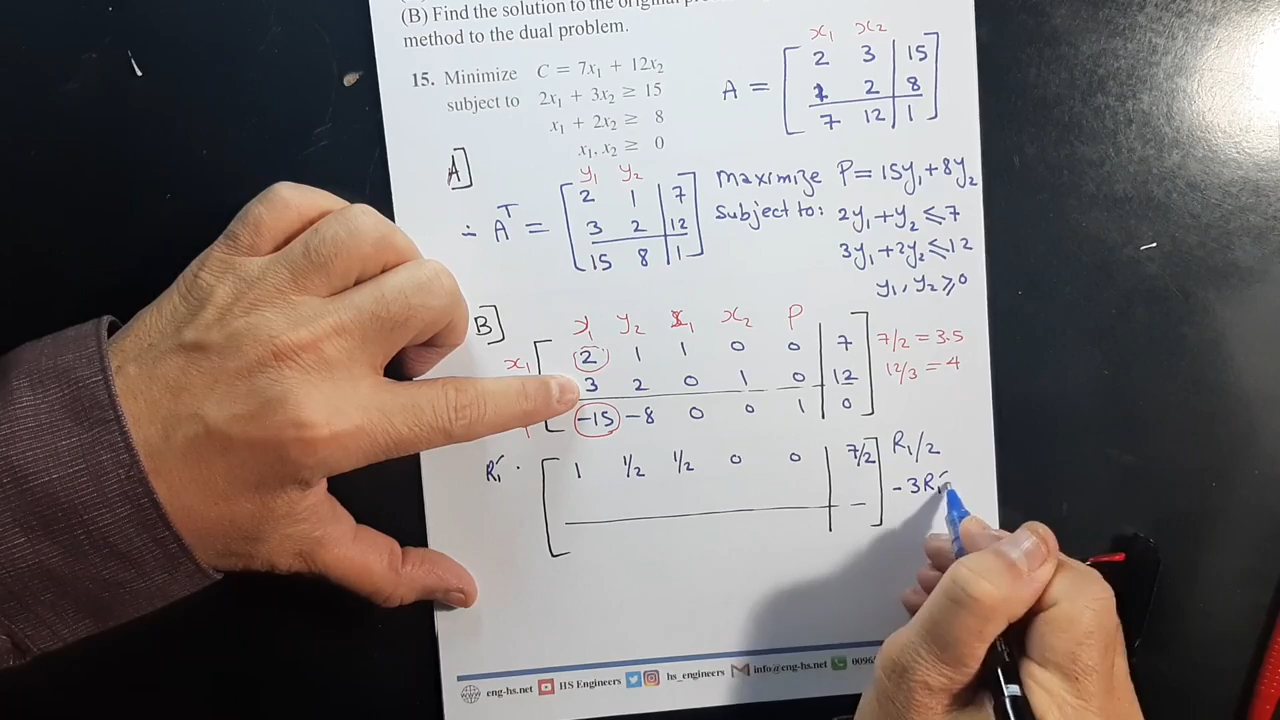 (B) Find the solution to the original
method to the dual problem.
15. Minimize C = 7x₁ + 12x₂
subject to 2x₁ + 3x₂ ≥ 15
x₁ + 2x₂ ≥ 8
x₁, x₂ ≥ 0
x₁ x₂
A = [ 2 3 | 15
1 2 | 8
7 12 | 1 ]
A]
y₁ y₂
∴ Aᵀ = [ 2 1 | 7
3 2 | 12
15 8 | 1 ]
Maximize P = 15y₁ + 8y₂
Subject to: 2y₁ + y₂ ≤ 7
3y₁ + 2y₂ ≤ 12
y₁, y₂ ≥ 0
B]
y₁ y₂ x₁ x₂ P
x₁ [ 2 1 1 0 0 | 7 ] 7/2 = 3.5
3 2 0 1 0 | 12 12/3 = 4
-15 -8 0 0 1 | 0
R₁′ [ 1 1/2 1/2 0 0 | 7/2 ] R₁/2
- 3R₁′
eng-hs.net HS Engineers hs_engineers info@eng-hs.net